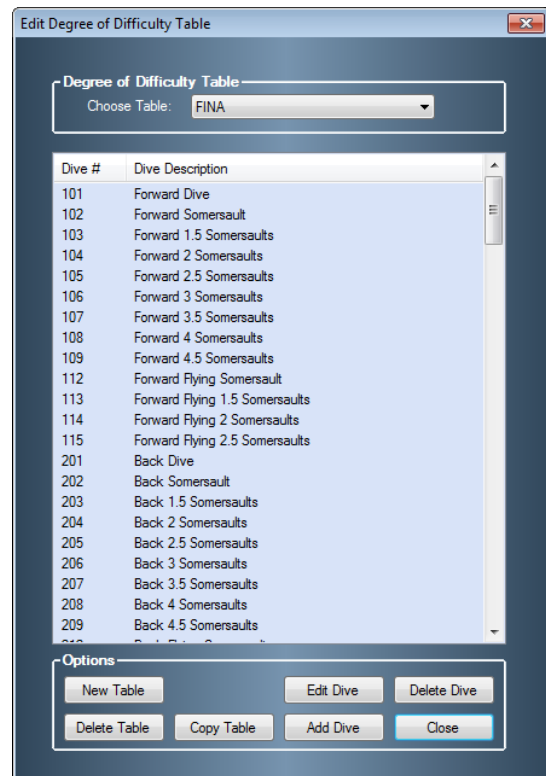 Edit Degree of Difficulty Table
Degree of Difficulty Table
Choose Table: FINA
Dive # Dive Description
101 Forward Dive
102 Forward Somersault
103 Forward 1.5 Somersaults
104 Forward 2 Somersaults
105 Forward 2.5 Somersaults
106 Forward 3 Somersaults
107 Forward 3.5 Somersaults
108 Forward 4 Somersaults
109 Forward 4.5 Somersaults
112 Forward Flying Somersault
113 Forward Flying 1.5 Somersaults
114 Forward Flying 2 Somersaults
115 Forward Flying 2.5 Somersaults
201 Back Dive
202 Back Somersault
203 Back 1.5 Somersaults
204 Back 2 Somersaults
205 Back 2.5 Somersaults
206 Back 3 Somersaults
207 Back 3.5 Somersaults
208 Back 4 Somersaults
209 Back 4.5 Somersaults
Options
New Table Edit Dive Delete Dive
Delete Table Copy Table Add Dive Close